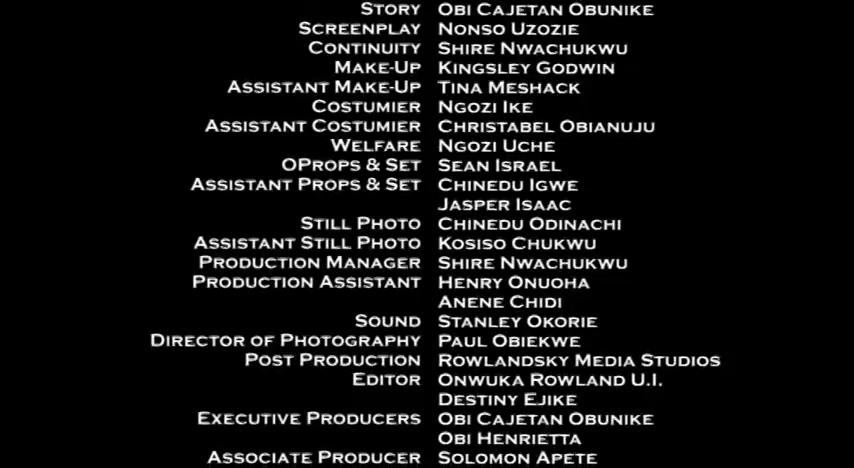 Story Obi Cajetan Obunike
Screenplay Nonso Uzozie
Continuity Shire Nwachukwu
Make-Up Kingsley Godwin
Assistant Make-Up Tina Meshack
Costumier Ngozi Ike
Assistant Costumier Christabel Obianuju
Welfare Ngozi Uche
OProps & Set Sean Israel
Assistant Props & Set Chinedu Igwe
Jasper Isaac
Still Photo Chinedu Odinachi
Assistant Still Photo Kosiso Chukwu
Production Manager Shire Nwachukwu
Production Assistant Henry Onuoha
Anene Chidi
Sound Stanley Okorie
Director of Photography Paul Obiekwe
Post Production Rowlandsky Media Studios
Editor Onwuka Rowland U.I.
Destiny Ejike
Executive Producers Obi Cajetan Obunike
Obi Henrietta
Associate Producer Solomon Apete